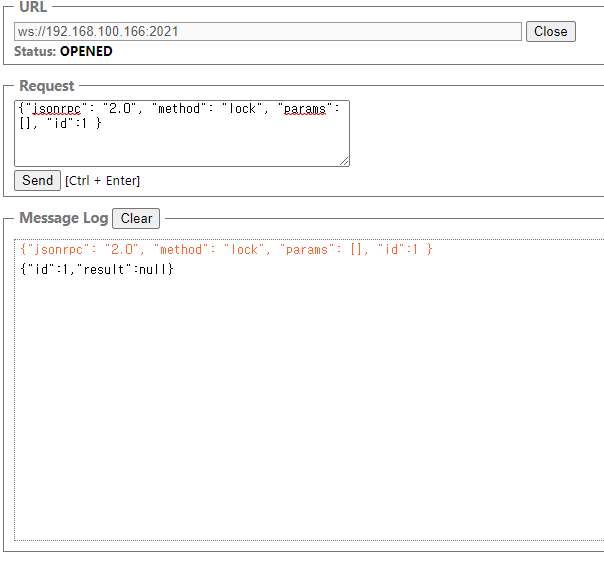 URL
ws://192.168.100.166:2021 Close
Status: OPENED
Request
{"jsonrpc": "2.0", "method": "lock", "params":
[], "id":1 }
Send [Ctrl + Enter]
Message Log Clear
{"jsonrpc": "2.0", "method": "lock", "params": [], "id":1 }
{"id":1,"result":null}